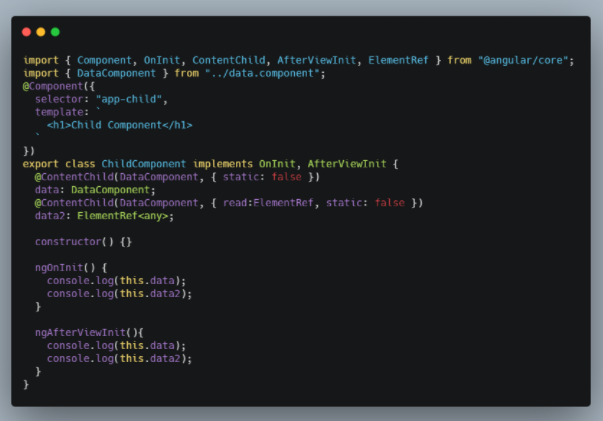 import { Component, OnInit, ContentChild, AfterViewInit, ElementRef } from "@angular/core";
import { DataComponent } from "../data.component";
@Component({
  selector: "app-child",
  template: `
    <h1>Child Component</h1>
  `
})
export class ChildComponent implements OnInit, AfterViewInit {
  @ContentChild(DataComponent, { static: false })
  data: DataComponent;
  @ContentChild(DataComponent, { read:ElementRef, static: false })
  data2: ElementRef<any>;

  constructor() {}

  ngOnInit() {
    console.log(this.data);
    console.log(this.data2);
  }

  ngAfterViewInit(){
    console.log(this.data);
    console.log(this.data2);
  }
}